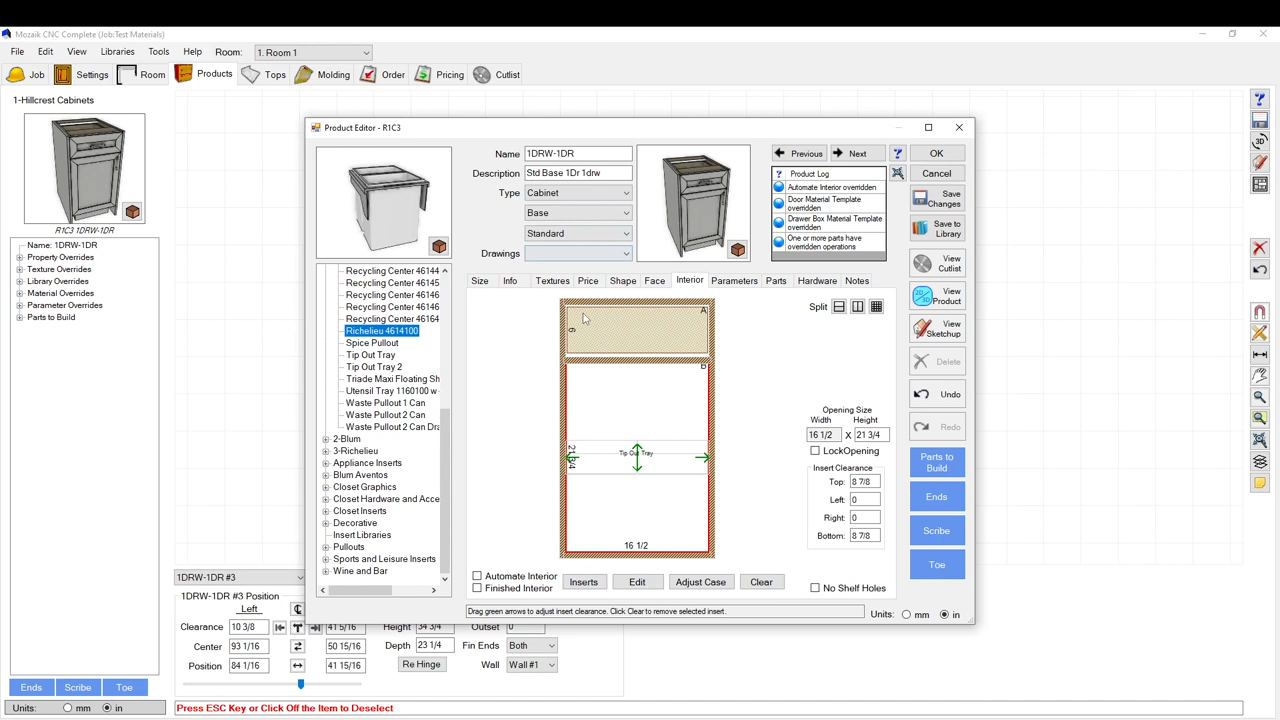 Mozaik CNC Complete (Job:Test Materials)
File Edit View Libraries Tools Help Room: 1. Room 1
Job Settings Room Products Tops Molding Order Pricing Cutlist
1-Hillcrest Cabinets
R1C3 1DRW-1DR
Name: 1DRW-1DR
Property Overrides
Texture Overrides
Library Overrides
Material Overrides
Parameter Overrides
Parts to Build
Product Editor - R1C3
Name 1DRW-1DR
Description Std Base 1Dr 1drw
Type Cabinet
Base
Standard
Drawings
Previous Next ? OK
? Product Log
Automate Interior overridden
Door Material Template overridden
Drawer Box Material Template overridden
One or more parts have overridden operations
Cancel
Save Changes
Save to Library
View Cutlist
2D/3D View Product
View Sketchup
Delete
Undo
Redo
Parts to Build
Ends
Scribe
Toe
Recycling Center 46144
Recycling Center 46145
Recycling Center 46146
Recycling Center 46146
Recycling Center 46164
Richelieu 4614100
Spice Pullout
Tip Out Tray
Tip Out Tray 2
Triade Maxi Floating Sh
Utensil Tray 1160100 w
Waste Pullout 1 Can
Waste Pullout 2 Can
Waste Pullout 2 Can Dra
2-Blum
3-Richelieu
Appliance Inserts
Blum Aventos
Closet Graphics
Closet Hardware and Acce
Closet Inserts
Decorative
Insert Libraries
Pullouts
Sports and Leisure Inserts
Wine and Bar
Size Info Textures Price Shape Face Interior Parameters Parts Hardware Notes
A
6
B
21 3/4
Tip Out Tray
16 1/2
Split
Opening Size
Width Height
16 1/2 X 21 3/4
LockOpening
Insert Clearance
Top: 8 7/8
Left: 0
Right: 0
Bottom: 8 7/8
Automate Interior
Finished Interior
Inserts Edit Adjust Case Clear
No Shelf Holes
Drag green arrows to adjust insert clearance. Click Clear to remove selected insert.
Units: mm in
1DRW-1DR #3
1DRW-1DR #3 Position
Left
Clearance 10 3/8 41 5/16
Center 93 1/16 50 15/16
Position 84 1/16 41 15/16
Height 34 3/4 Outset 0
Depth 23 1/4 Fin Ends Both
Re Hinge Wall Wall #1
Ends Scribe Toe
Units: mm in
Press ESC Key or Click Off the Item to Deselect
?
3D